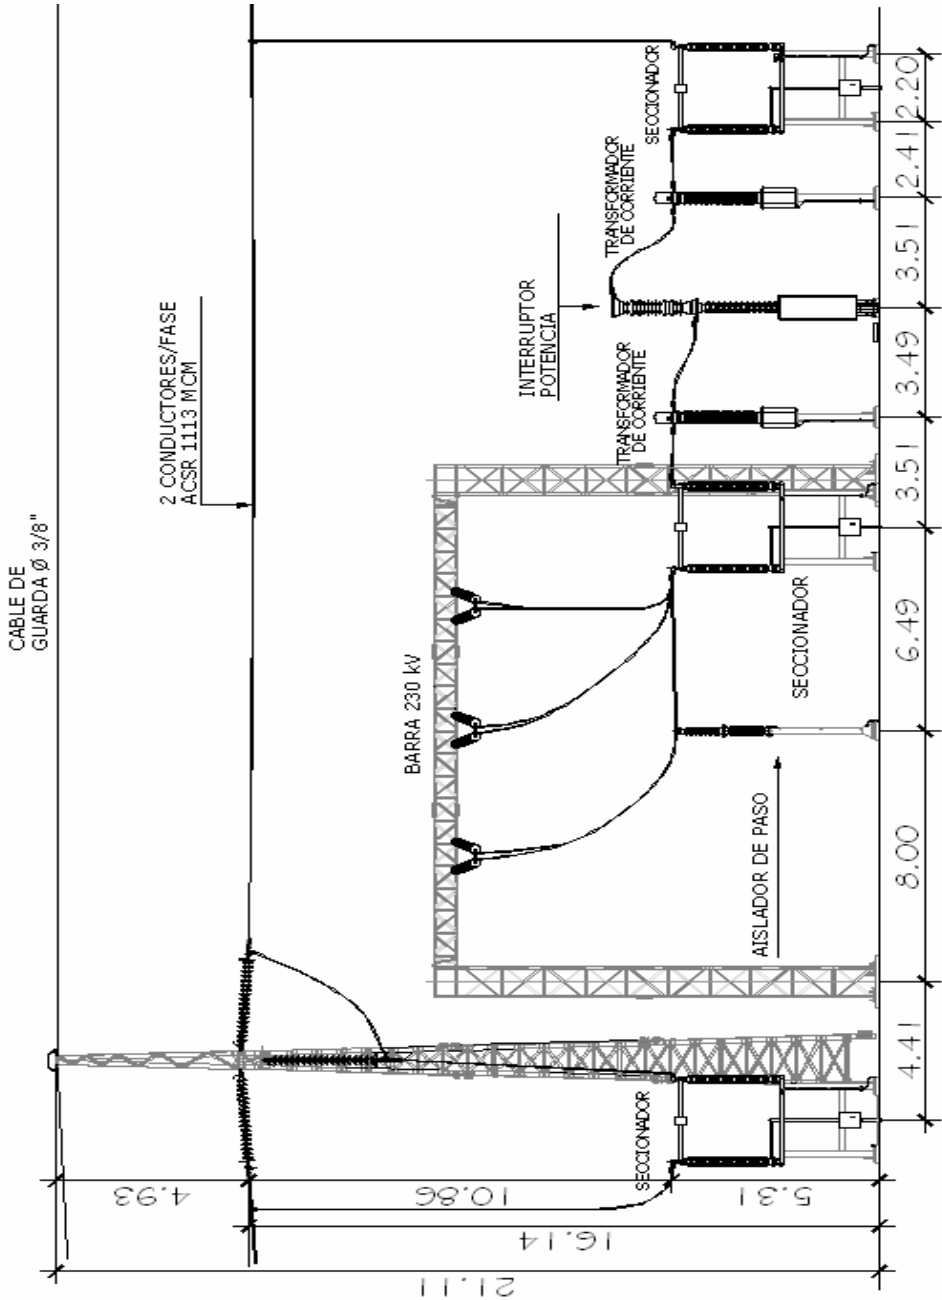 CABLE DE
GUARDA Ø 3/8"
2 CONDUCTORES/FASE
ACSR 1113 MCM
4.93
21.11
16.14
10.86
5.31
BARRA 230 kV
INTERRUPTOR
POTENCIA
TRANSFORMADOR
DE CORRIENTE
TRANSFORMADOR
DE CORRIENTE
SECCIONADOR
SECCIONADOR
AISLADOR DE PASO
SECCIONADOR
4.41
8.00
6.49
3.51
3.49
3.51
2.41
2.20